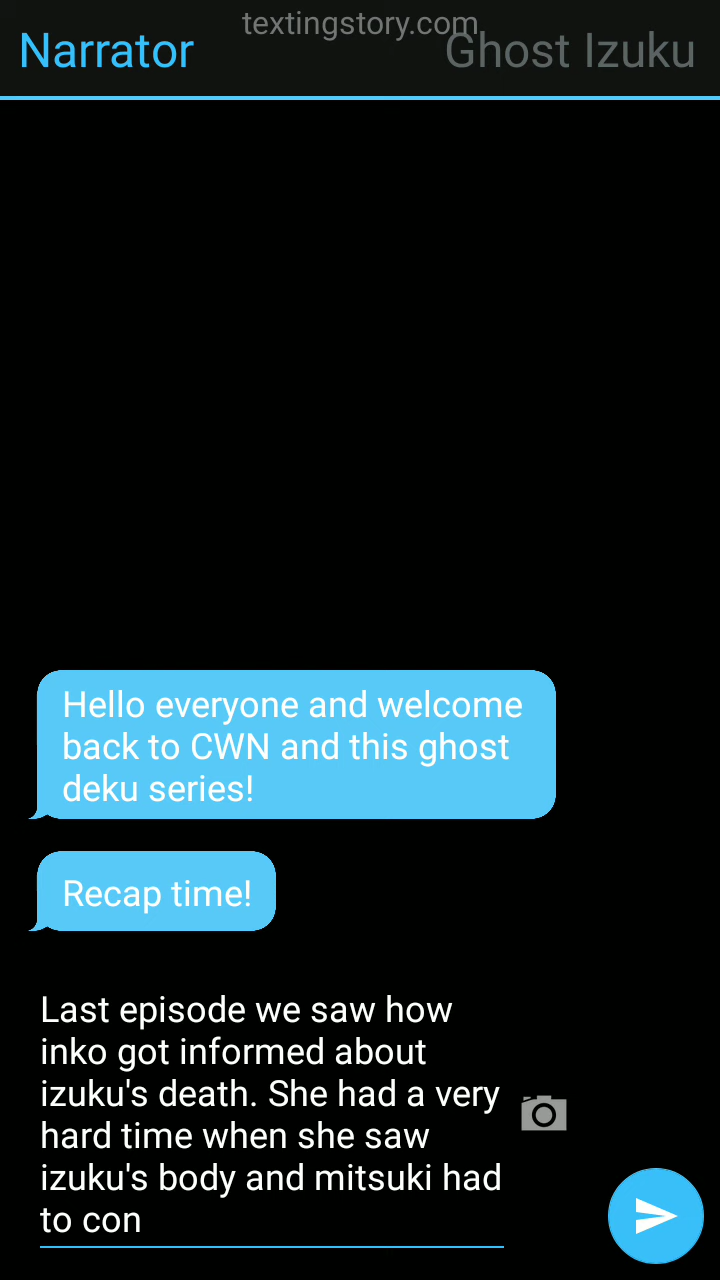 textingstory.com
Narrator
Ghost Izuku
Hello everyone and welcome
back to CWN and this ghost
deku series!
Recap time!
Last episode we saw how
inko got informed about
izuku's death. She had a very
hard time when she saw
izuku's body and mitsuki had
to con